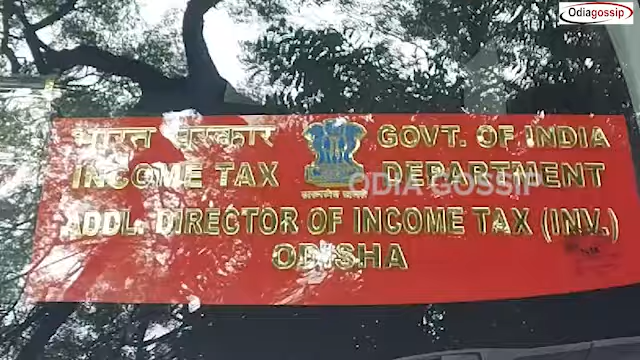 Odiagossip
भारत सरकार GOVT. OF INDIA
INCOME TAX DEPARTMENT
ODIA GOSSIP
ADDL. DIRECTOR OF INCOME TAX (INV.)
ODISHA